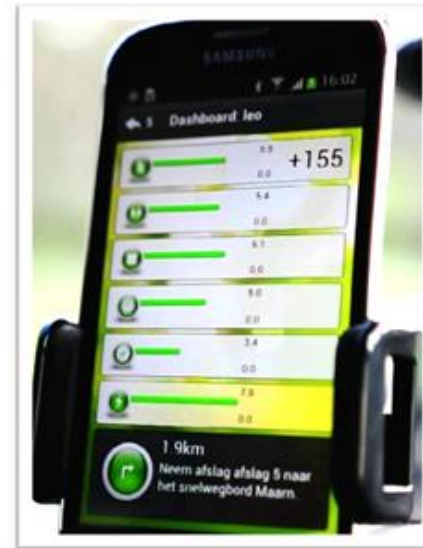 SAMSUNG
16:02
5 Dashboard: leo
+155
0.0
5.4
0.0
6.1
0.0
5.0
0.0
3.4
0.0
7.8
0.0
1.9km
Neem afslag afslag 5 naar
het snelwegbord Maarn.